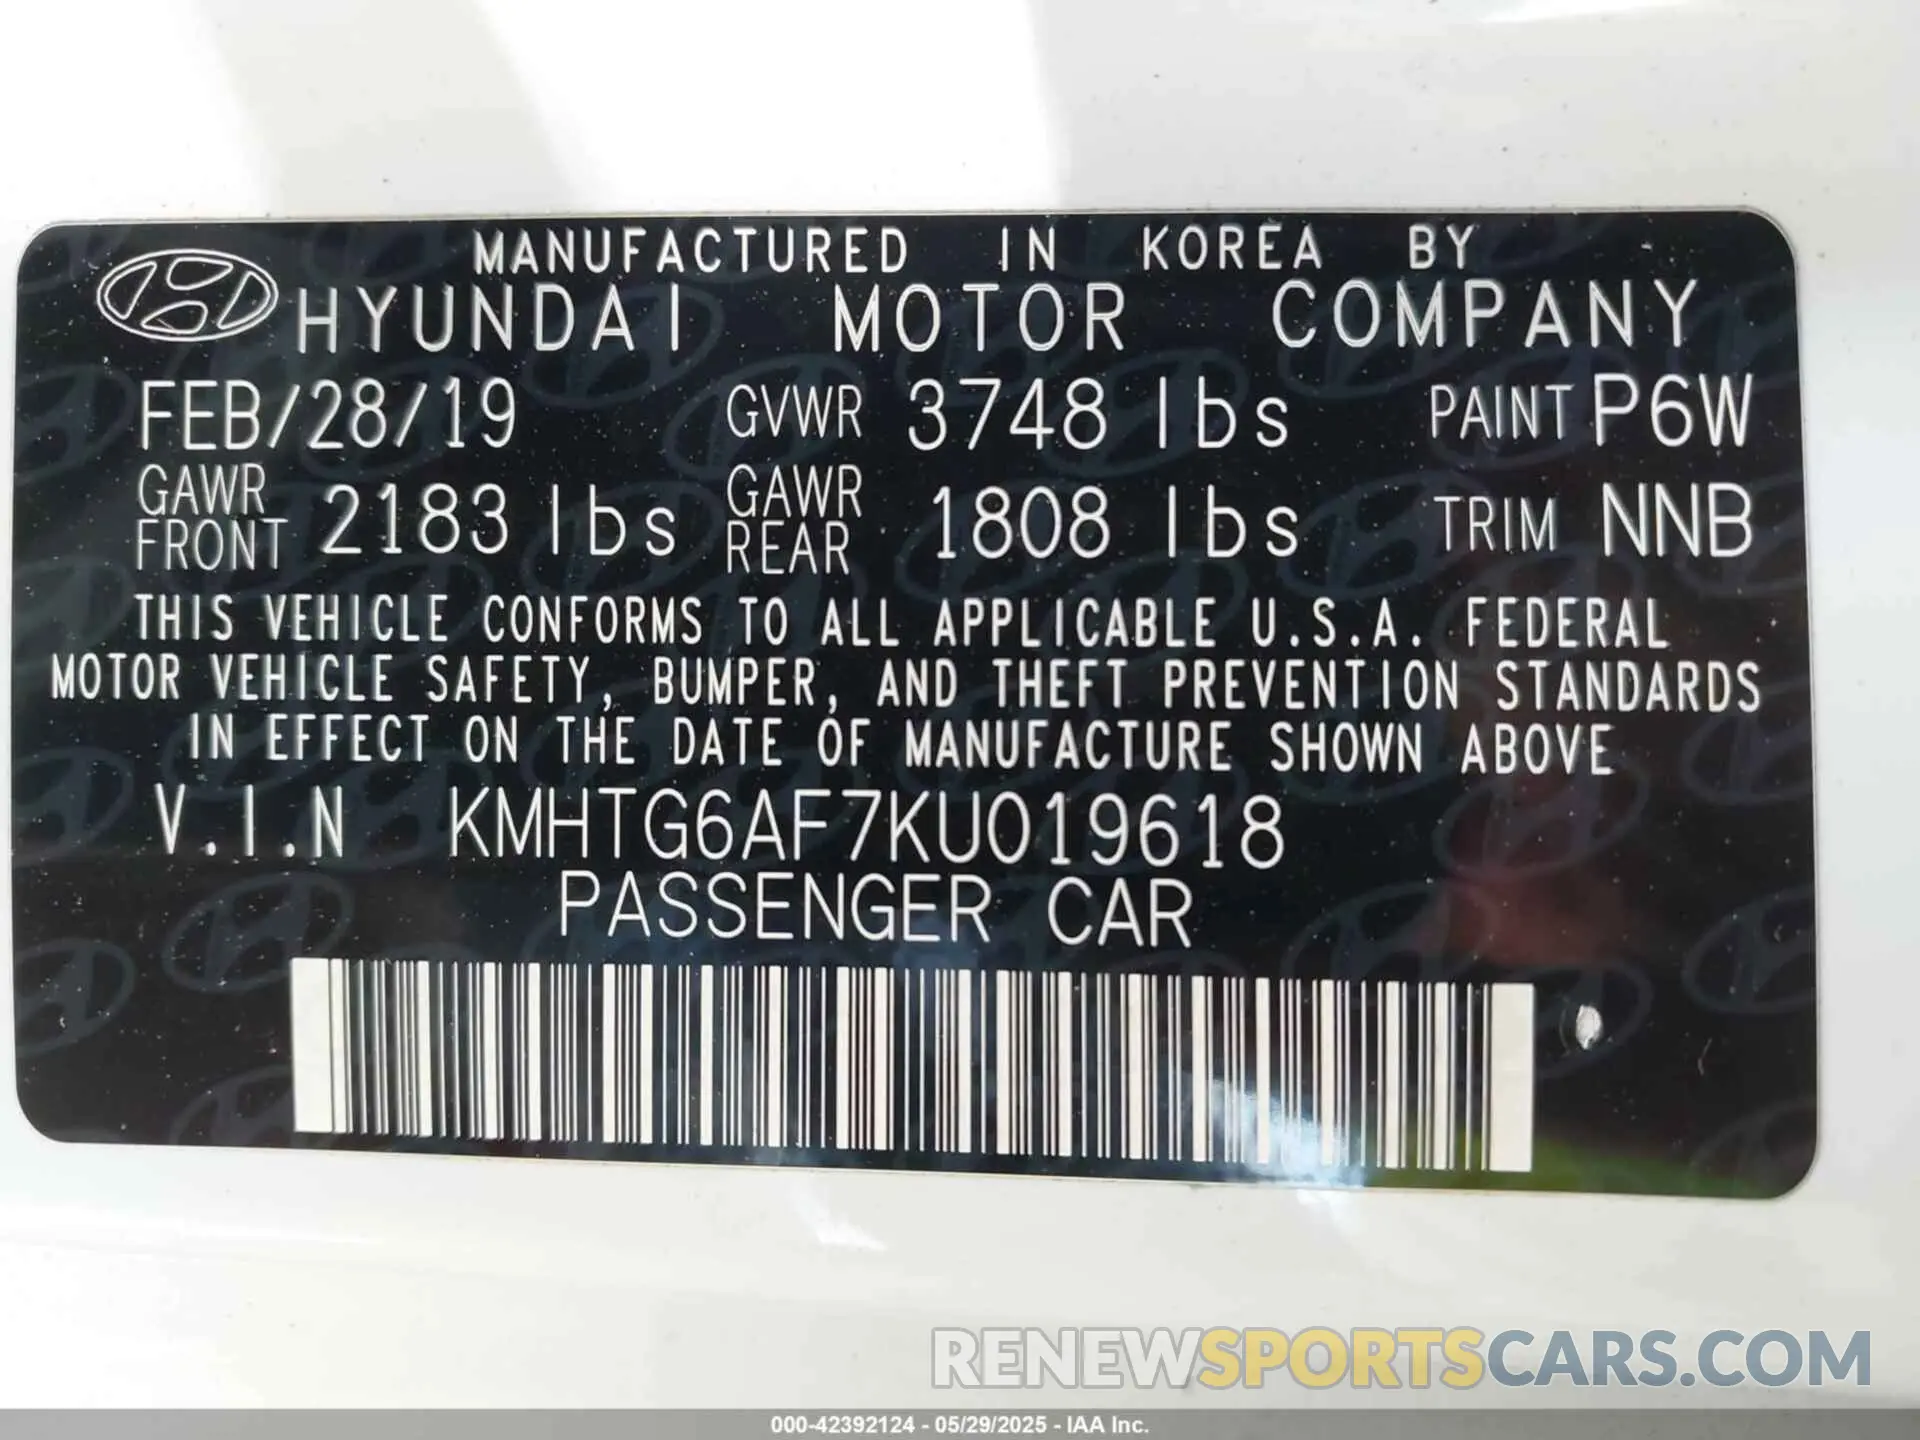 MANUFACTURED IN KOREA BY
HYUNDAI MOTOR COMPANY
FEB/28/19 GVWR 3748 lbs PAINT P6W
GAWR FRONT 2183 lbs GAWR REAR 1808 lbs TRIM NNB
THIS VEHICLE CONFORMS TO ALL APPLICABLE U.S.A. FEDERAL
MOTOR VEHICLE SAFETY, BUMPER, AND THEFT PREVENTION STANDARDS
IN EFFECT ON THE DATE OF MANUFACTURE SHOWN ABOVE
V.I.N KMHTG6AF7KU019618
PASSENGER CAR
RENEWSPORTSCARS.COM
000-42392124 - 05/29/2025 - IAA Inc.